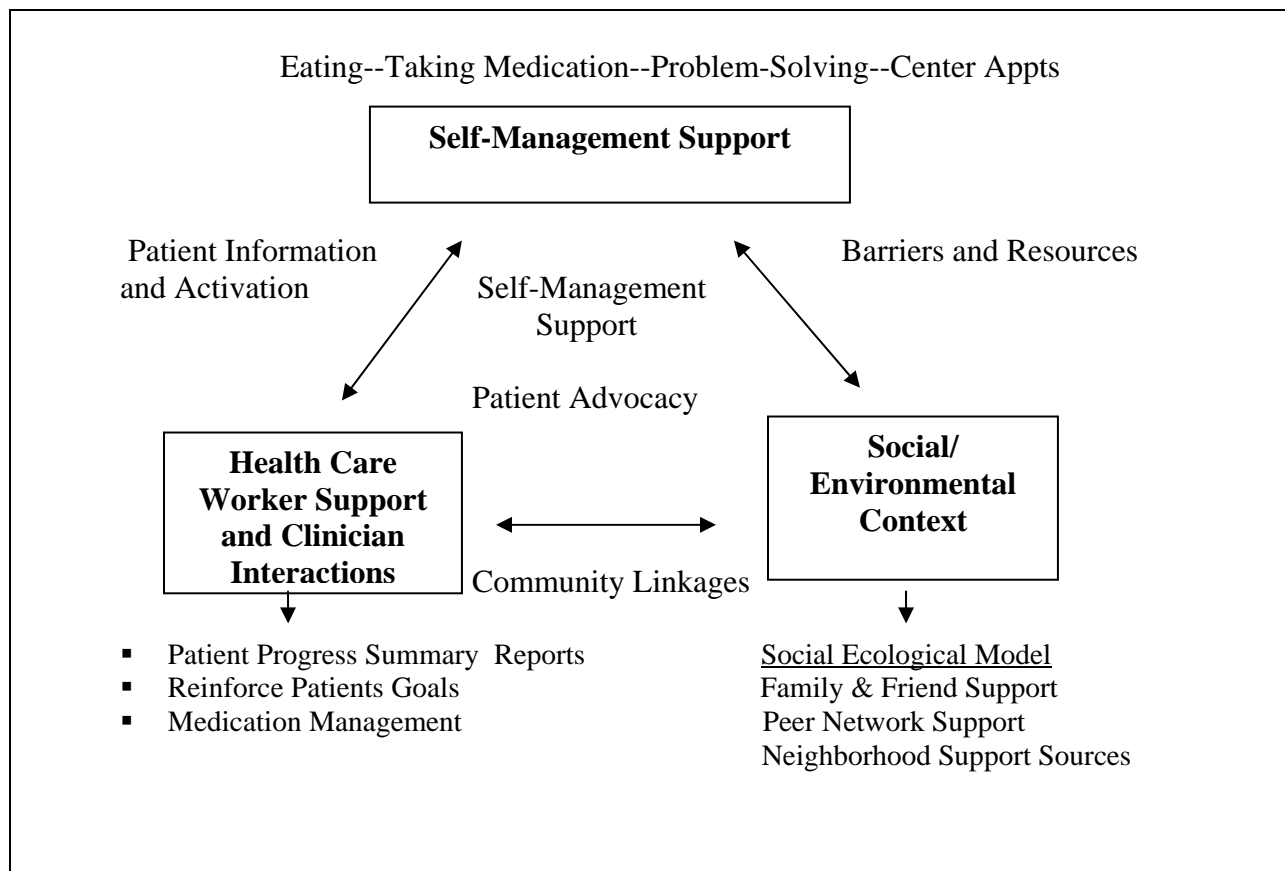 Eating--Taking Medication--Problem-Solving--Center Appts
Self-Management Support
Patient Information
and Activation
Barriers and Resources
Self-Management
Support
Patient Advocacy
Health Care
Worker Support
and Clinician
Interactions
Social/
Environmental
Context
Community Linkages
▪ Patient Progress Summary Reports
▪ Reinforce Patients Goals
▪ Medication Management
Social Ecological Model
Family & Friend Support
Peer Network Support
Neighborhood Support Sources